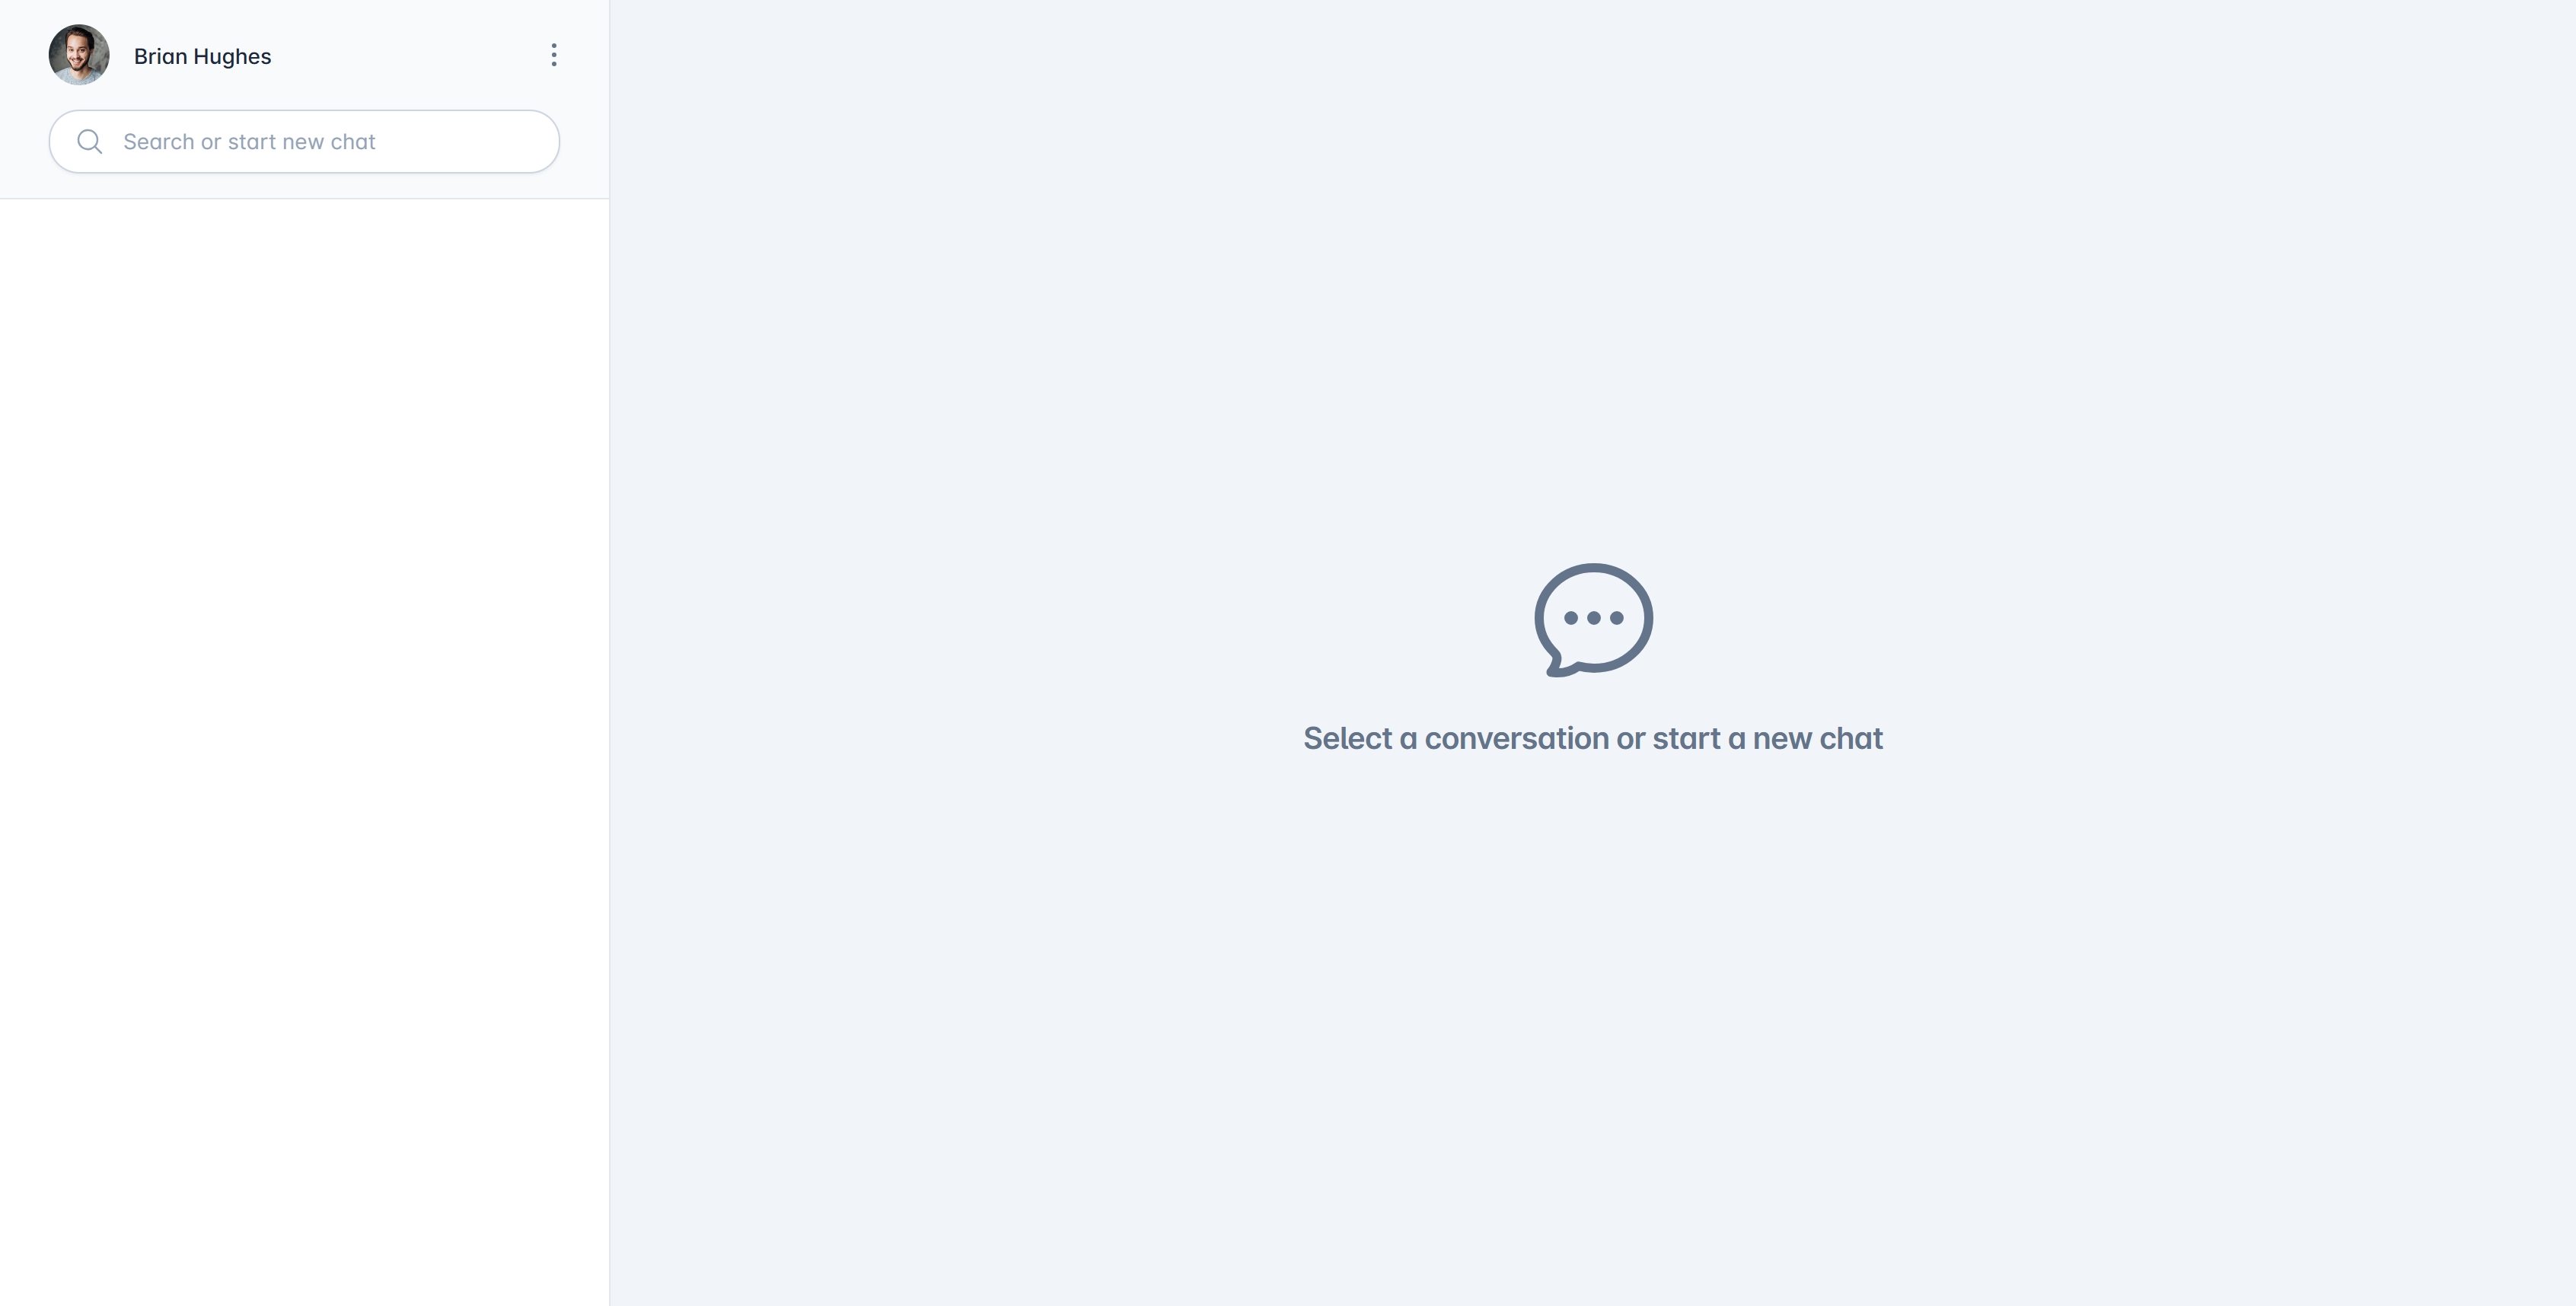 Brian Hughes
Search or start new chat
Select a conversation or start a new chat